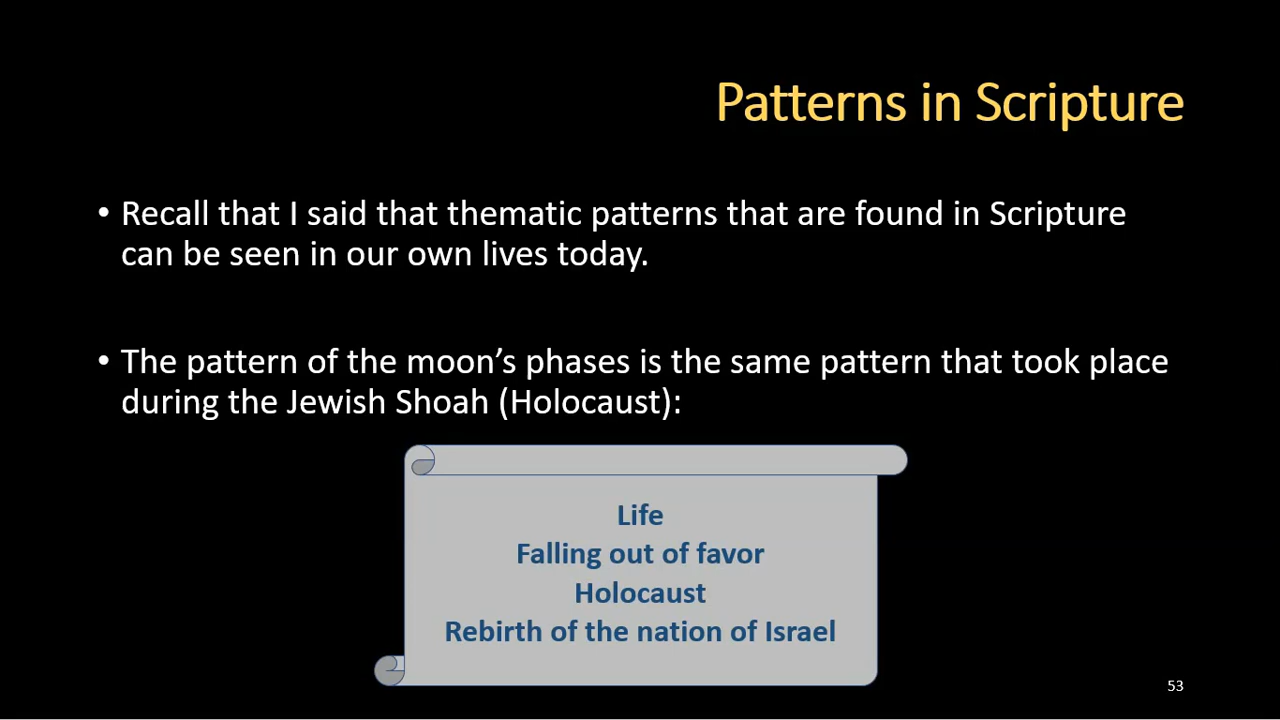 Patterns in Scripture
• Recall that I said that thematic patterns that are found in Scripture
can be seen in our own lives today.
• The pattern of the moon’s phases is the same pattern that took place
during the Jewish Shoah (Holocaust):
Life
Falling out of favor
Holocaust
Rebirth of the nation of Israel
53